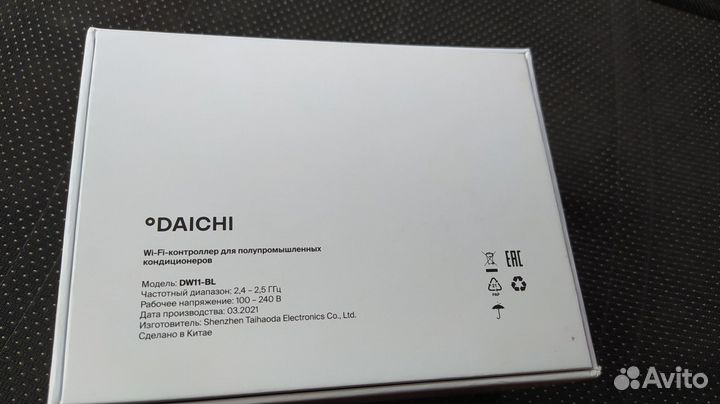 °DAICHI
Wi-Fi-контроллер для полупромышленных
кондиционеров
Модель: DW11-BL
Частотный диапазон: 2,4 – 2,5 ГГц
Рабочее напряжение: 100 – 240 В
Дата производства: 03.2021
Изготовитель: Shenzhen Taihaoda Electronics Co., Ltd.
Сделано в Китае
EAC
21
PAP
Avito